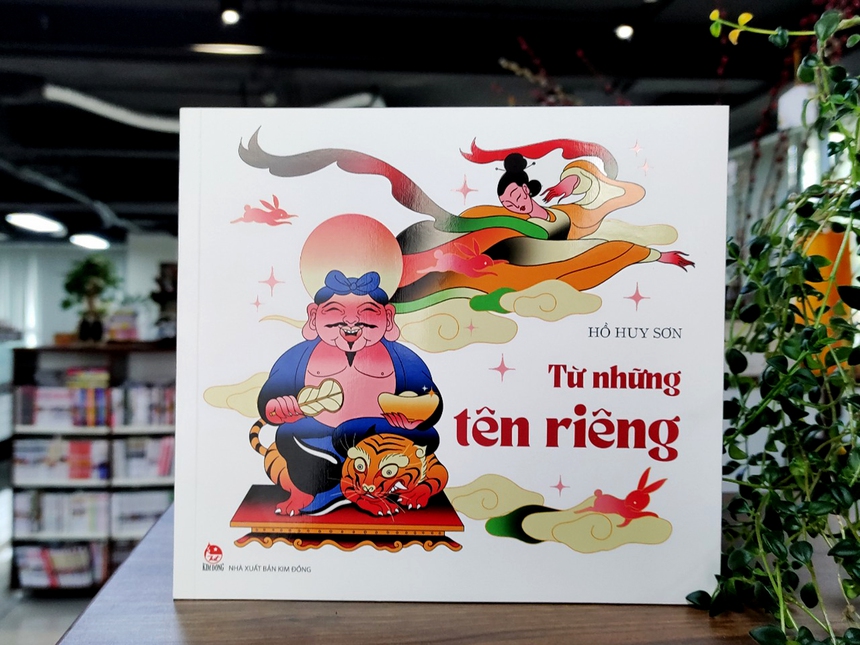 HỒ HUY SƠN
Từ những
tên riêng
KIM ĐỒNG
NHÀ XUẤT BẢN KIM ĐỒNG